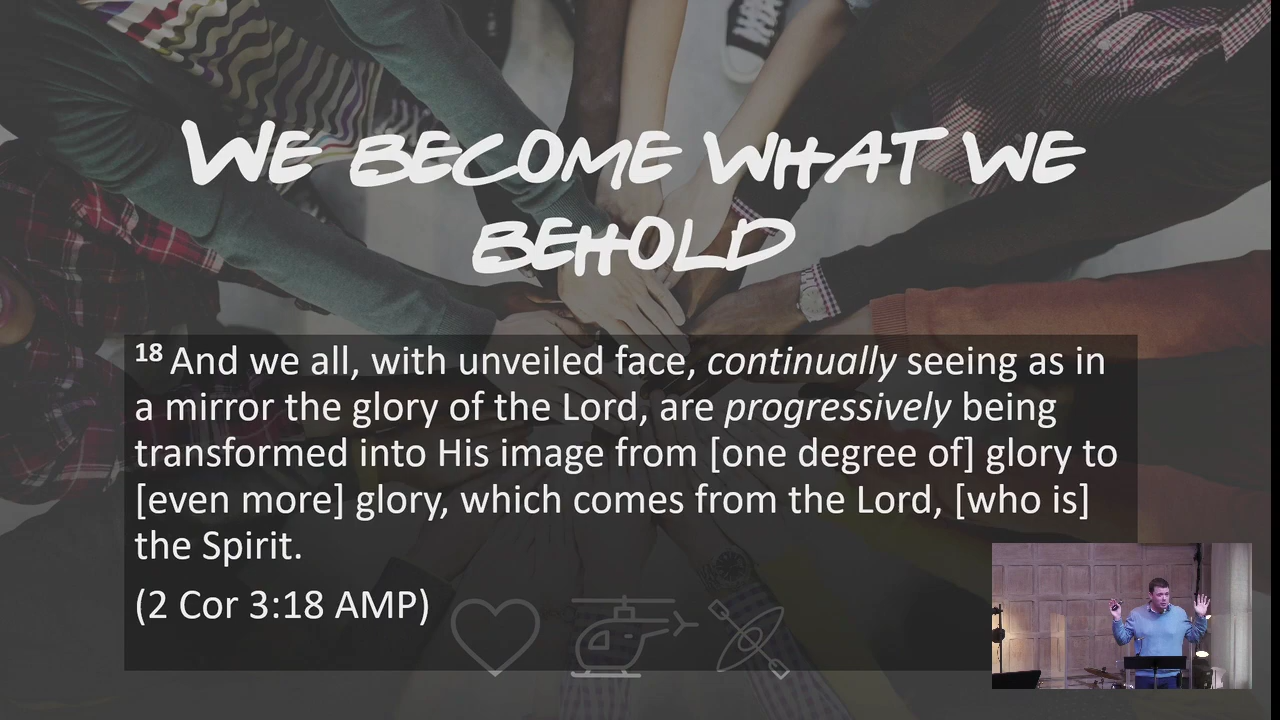 WE BECOME WHAT WE
BEHOLD
18 And we all, with unveiled face, continually seeing as in
a mirror the glory of the Lord, are progressively being
transformed into His image from [one degree of] glory to
[even more] glory, which comes from the Lord, [who is]
the Spirit.
(2 Cor 3:18 AMP)